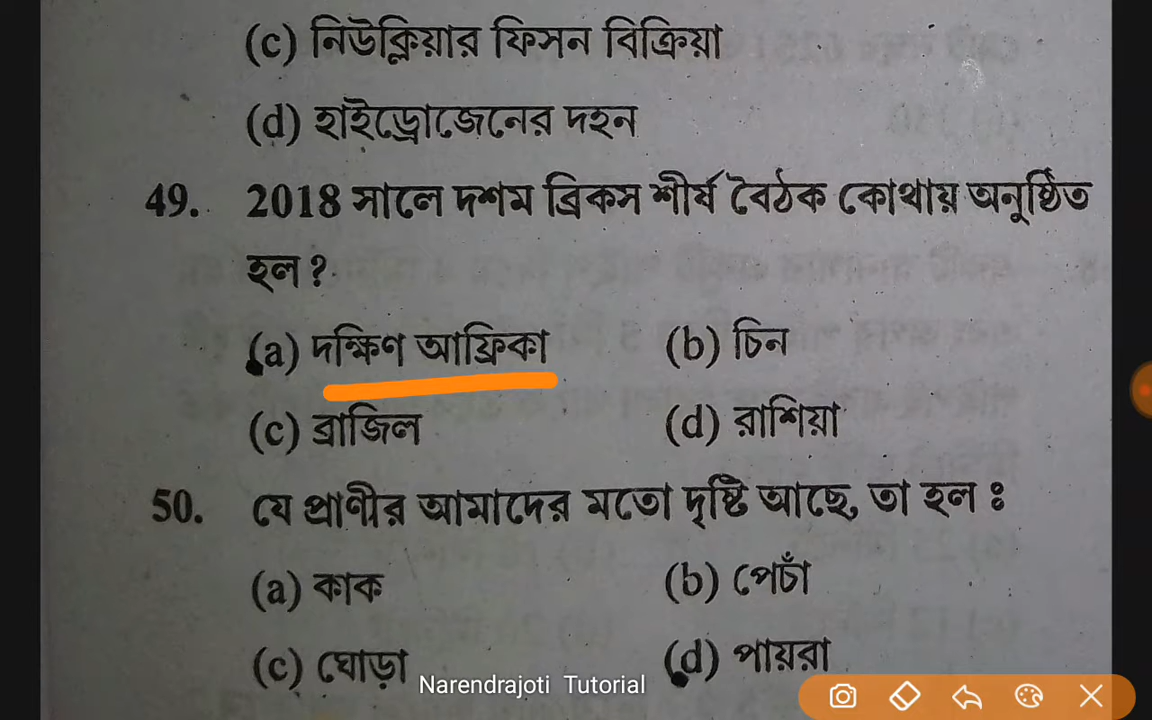 (c) নিউক্লিয়ার ফিসন বিক্রিয়া
(d) হাইড্রোজেনের দহন
49. 2018 সালে দশম ব্রিকস শীর্ষ বৈঠক কোথায় অনুষ্ঠিত
হল ?
(a) দক্ষিণ আফ্রিকা (b) চিন
(c) ব্রাজিল (d) রাশিয়া
50. যে প্রাণীর আমাদের মতো দৃষ্টি আছে, তা হল ঃ
(a) কাক (b) পেচাঁ
(c) ঘোড়া (d) পায়রা
Narendrajoti Tutorial